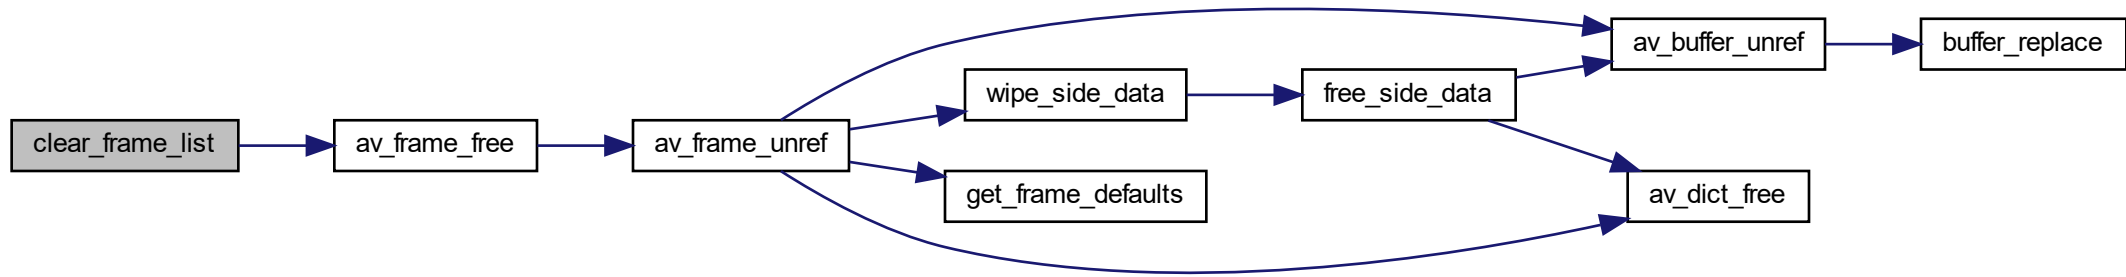 clear_frame_list
av_frame_free
av_frame_unref
wipe_side_data
get_frame_defaults
free_side_data
av_buffer_unref
av_dict_free
buffer_replace